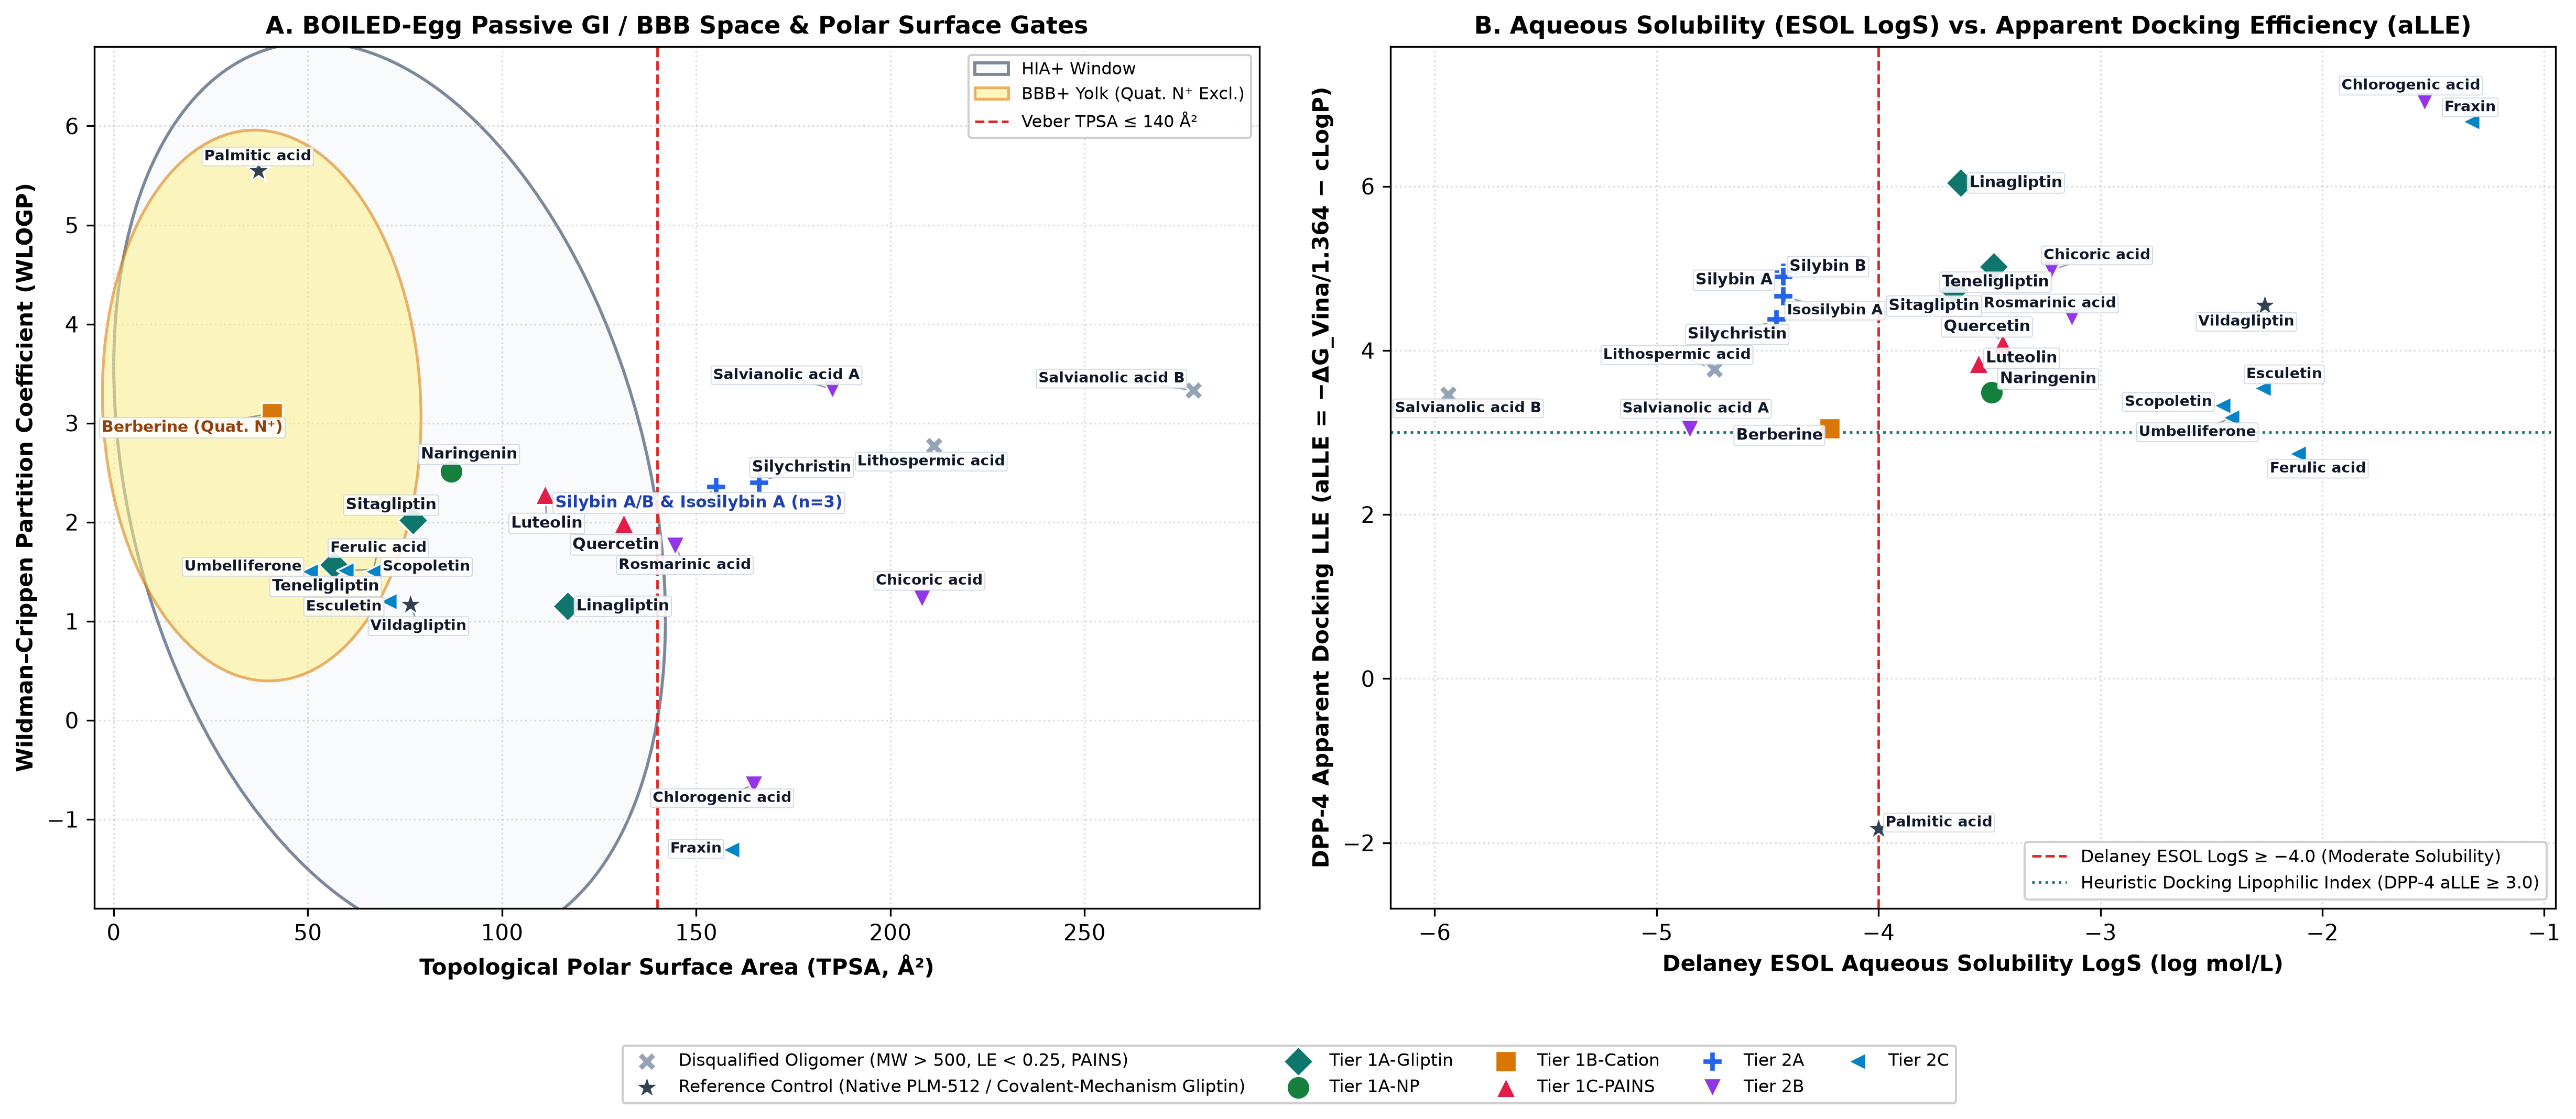 A. BOILED-Egg Passive GI / BBB Space & Polar Surface Gates
Wildman–Crippen Partition Coefficient (WLOGP)
6
5
4
3
2
1
0
−1
HIA+ Window
BBB+ Yolk (Quat. N⁺ Excl.)
Veber TPSA ≤ 140 Å²
Palmitic acid
Berberine (Quat. N⁺)
Naringenin
Sitagliptin
Ferulic acid
Umbelliferone
Scopoletin
Teneligliptin
Esculetin
Vildagliptin
Luteolin
Silybin A/B & Isosilybin A (n=3)
Quercetin
Rosmarinic acid
Linagliptin
Salvianolic acid A
Salvianolic acid B
Silychristin
Lithospermic acid
Chicoric acid
Chlorogenic acid
Fraxin
0
50
100
150
200
250
Topological Polar Surface Area (TPSA, Å²)
B. Aqueous Solubility (ESOL LogS) vs. Apparent Docking Efficiency (aLLE)
DPP-4 Apparent Docking LLE (aLLE = −ΔG_Vina/1.364 − cLogP)
6
4
2
0
−2
Chlorogenic acid
Fraxin
Linagliptin
Chicoric acid
Silybin B
Silybin A
Teneligliptin
Isosilybin A
Sitagliptin
Rosmarinic acid
Vildagliptin
Silychristin
Quercetin
Lithospermic acid
Luteolin
Naringenin
Esculetin
Salvianolic acid B
Salvianolic acid A
Scopoletin
Berberine
Umbelliferone
Ferulic acid
Palmitic acid
Delaney ESOL LogS ≥ −4.0 (Moderate Solubility)
Heuristic Docking Lipophilic Index (DPP-4 aLLE ≥ 3.0)
−6
−5
−4
−3
−2
−1
Delaney ESOL Aqueous Solubility LogS (log mol/L)
Disqualified Oligomer (MW > 500, LE < 0.25, PAINS)
Reference Control (Native PLM-512 / Covalent-Mechanism Gliptin)
Tier 1A-Gliptin
Tier 1A-NP
Tier 1B-Cation
Tier 1C-PAINS
Tier 2A
Tier 2B
Tier 2C